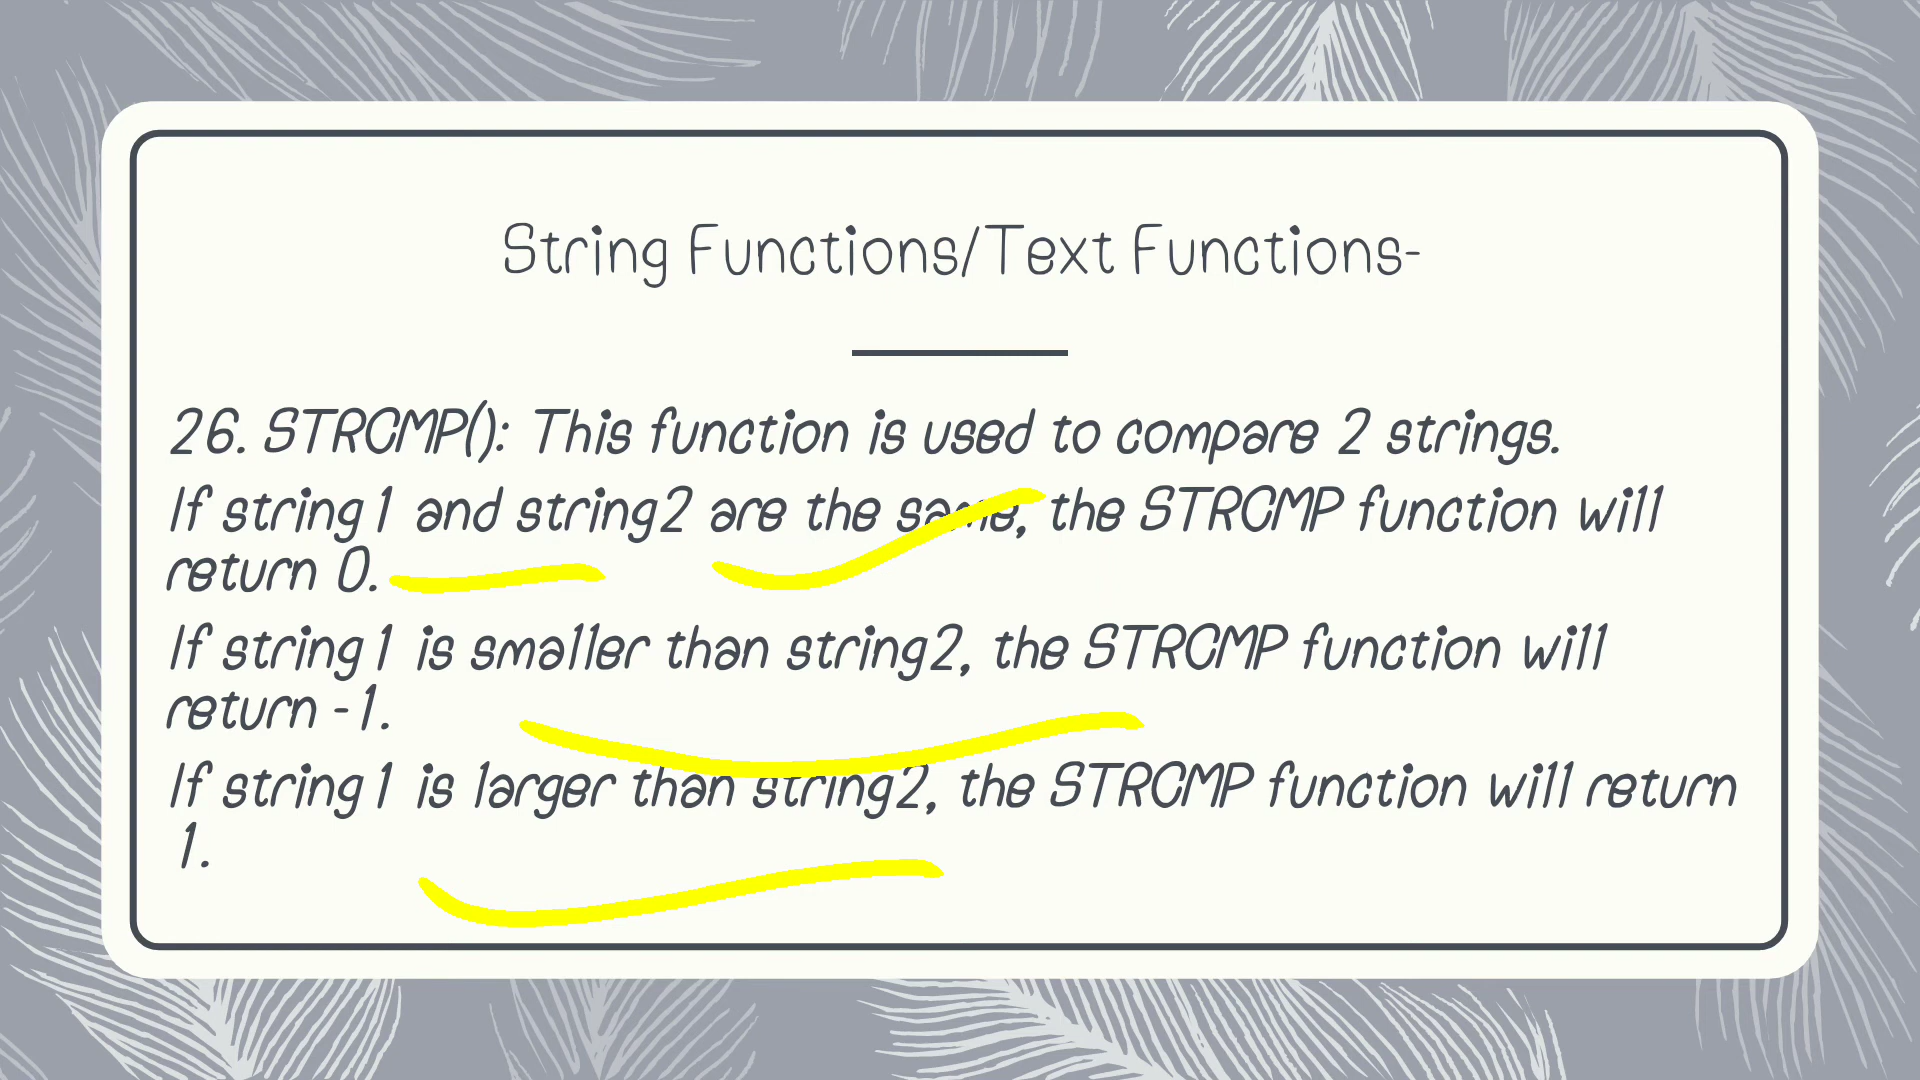 String Functions/Text Functions-
26. STRCMP(): This function is used to compare 2 strings.
If string1 and string2 are the same, the STRCMP function will
return 0.
If string1 is smaller than string2, the STRCMP function will
return -1.
If string1 is larger than string2, the STRCMP function will return
1.